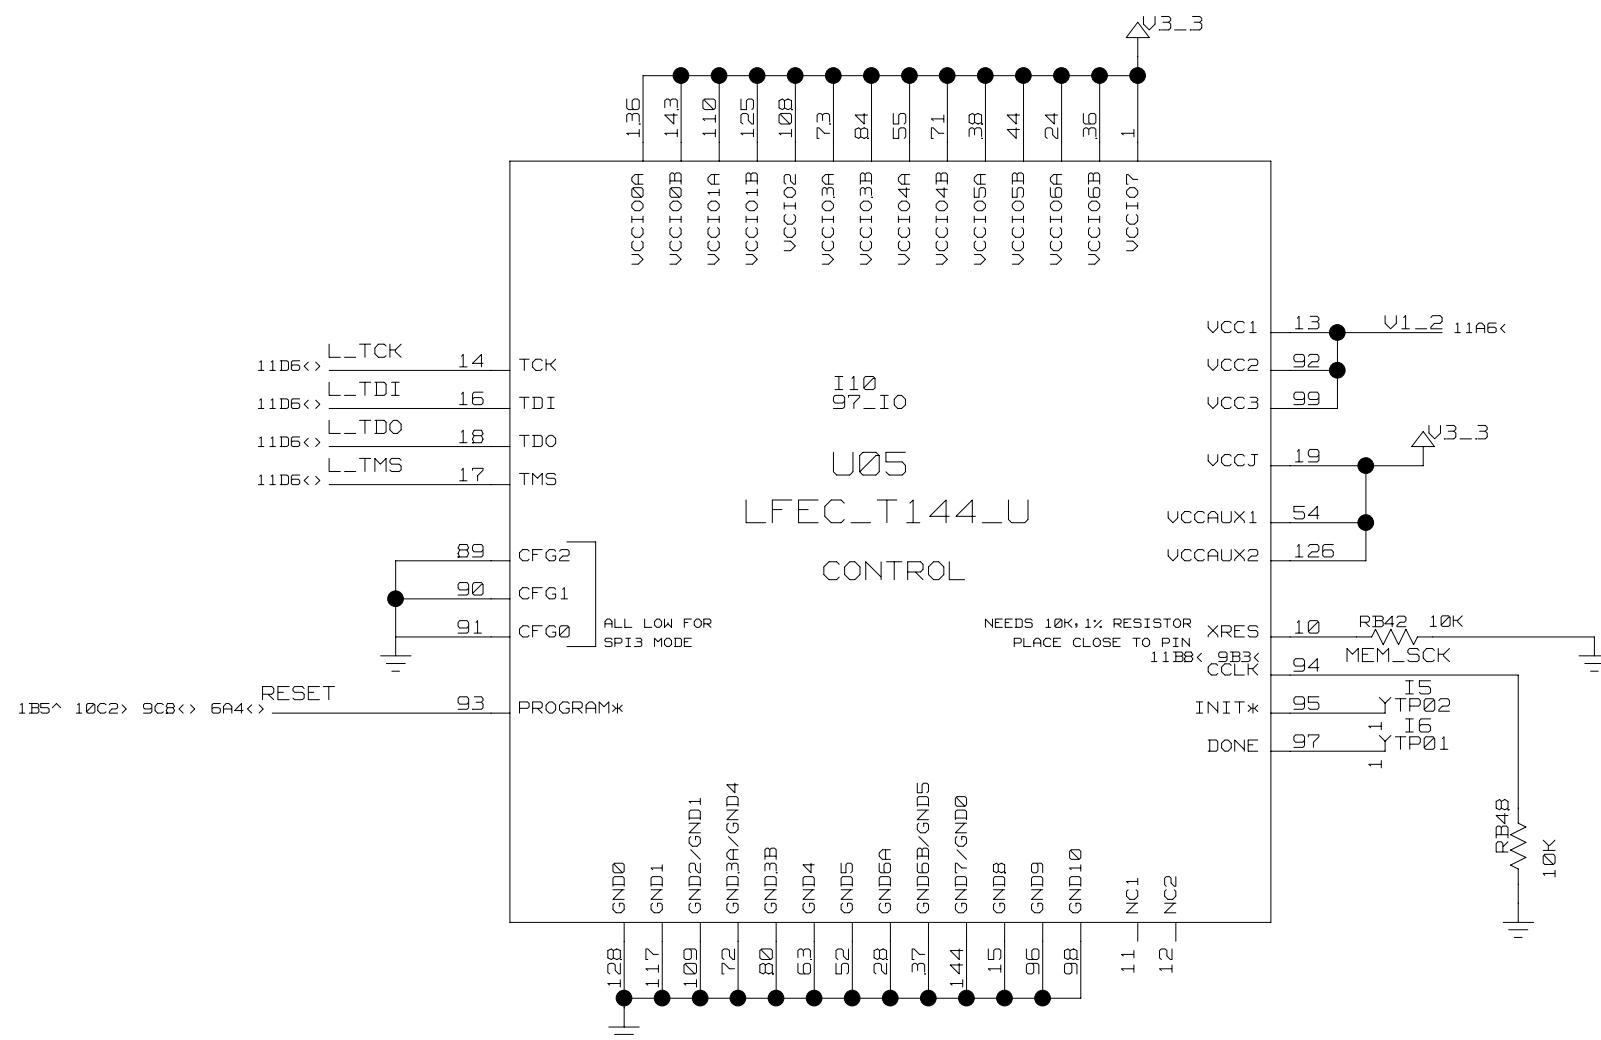 V3_3
136
143
110
125
108
73
84
55
71
38
44
24
36
1
VCCIO0A
VCCIO0B
VCCIO1A
VCCIO1B
VCCIO2
VCCIO3A
VCCIO3B
VCCIO4A
VCCIO4B
VCCIO5A
VCCIO5B
VCCIO6A
VCCIO6B
VCCIO7
VCC1 13 V1_2 11A6<
L_TCK
11D6<> 14 TCK
VCC2 92
L_TDI
11D6<> 16 TDI
I10
97_IO
VCC3 99
L_TDO
11D6<> 18 TDO
V3_3
L_TMS
11D6<> 17 TMS
U05
VCCJ 19
LFEC_T144_U
VCCAUX1 54
89 CFG2
VCCAUX2 126
CONTROL
90 CFG1
91 CFG0
ALL LOW FOR
SPI3 MODE
NEEDS 10K,1% RESISTOR
PLACE CLOSE TO PIN
XRES 10 RB42 10K
11B8< 9B3<
MEM_SCK
CCLK 94
RESET
1B5^ 10C2> 9C8<> 6A4<> 93 PROGRAM*
INIT* 95 1
I5
TP02
DONE 97 1
I6
TP01
RB48
10K
GND0
GND1
GND2/GND1
GND3A/GND4
GND3B
GND4
GND5
GND6A
GND6B/GND5
GND7/GND0
GND8
GND9
GND10
NC1
NC2
128
117
109
72
80
63
52
28
37
144
15
96
98
11
12